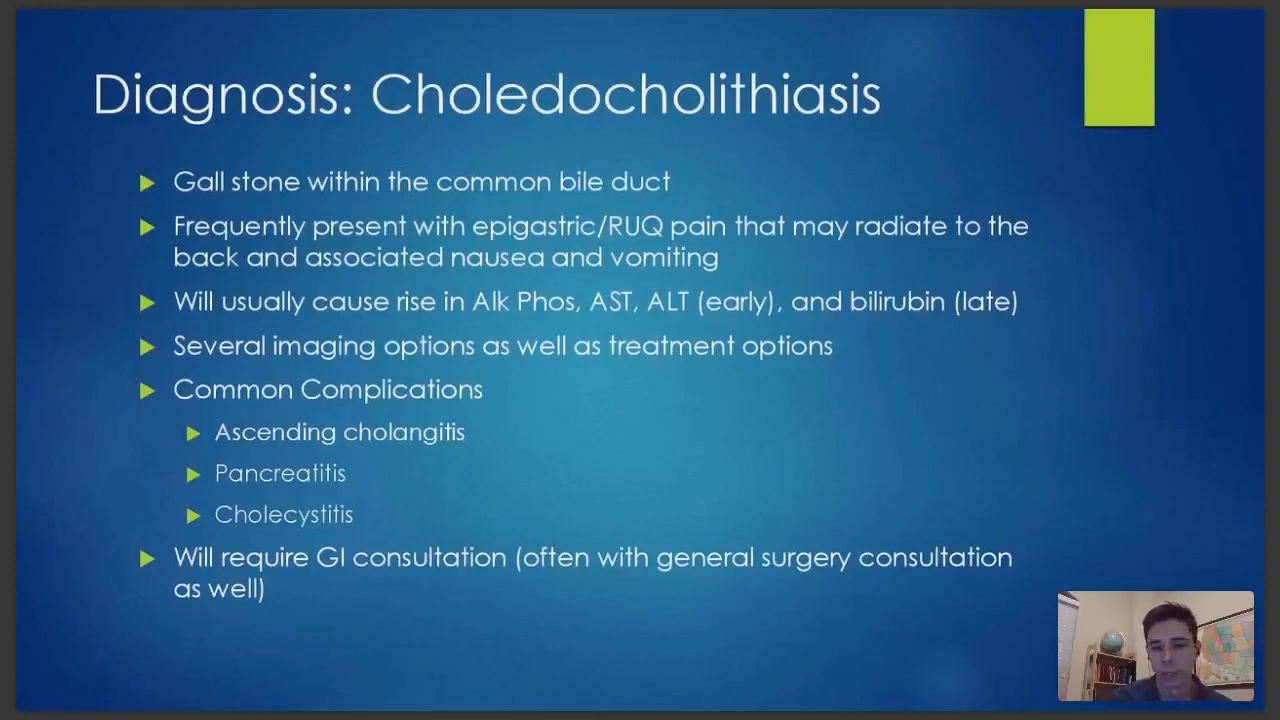 Diagnosis: Choledocholithiasis
Gall stone within the common bile duct
Frequently present with epigastric/RUQ pain that may radiate to the
back and associated nausea and vomiting
Will usually cause rise in Alk Phos, AST, ALT (early), and bilirubin (late)
Several imaging options as well as treatment options
Common Complications
Ascending cholangitis
Pancreatitis
Cholecystitis
Will require GI consultation (often with general surgery consultation
as well)